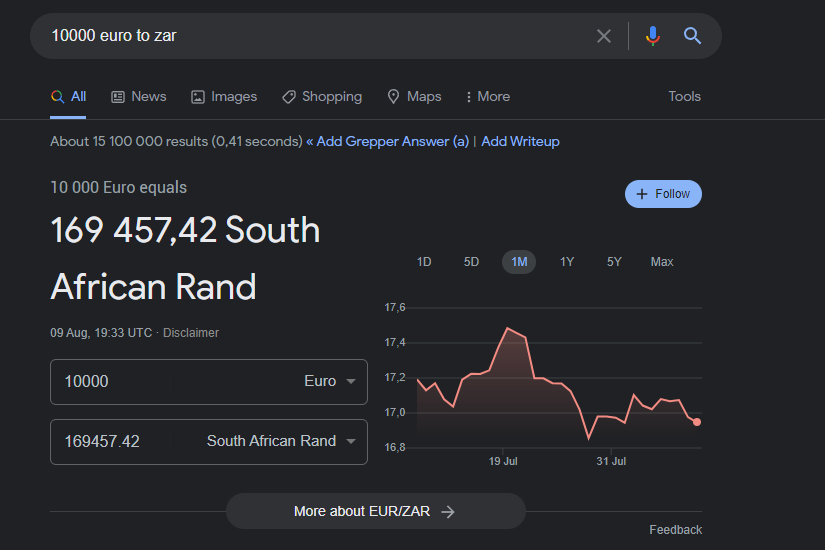 10000 euro to zar
All News Images Shopping Maps More Tools
About 15 100 000 results (0,41 seconds) « Add Grepper Answer (a) | Add Writeup
10 000 Euro equals
+ Follow
169 457,42 South
African Rand
09 Aug, 19:33 UTC · Disclaimer
10000 Euro
169457.42 South African Rand
1D 5D 1M 1Y 5Y Max
17,6
17,4
17,2
17,0
16,8
19 Jul 31 Jul
More about EUR/ZAR
Feedback